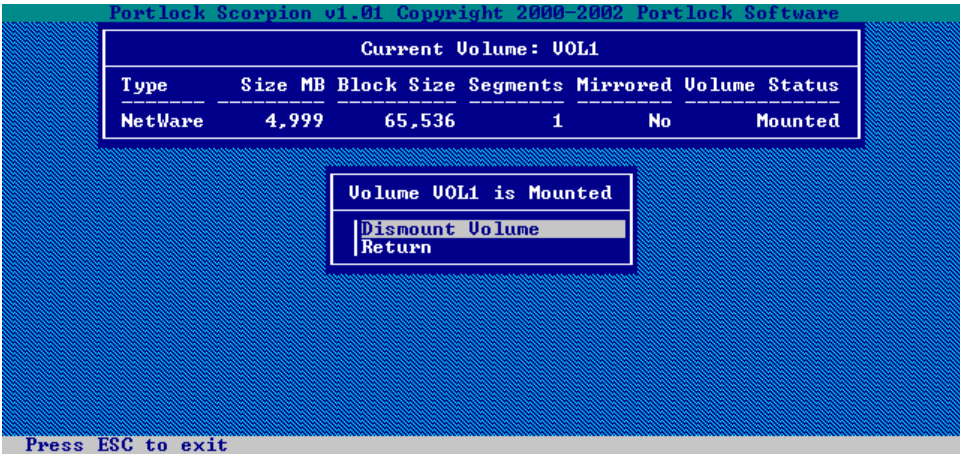 Portlock Scorpion v1.01 Copyright 2000-2002 Portlock Software
Current Volume: VOL1
Type Size MB Block Size Segments Mirrored Volume Status
NetWare 4,999 65,536 1 No Mounted
Volume VOL1 is Mounted
Dismount Volume
Return
Press ESC to exit